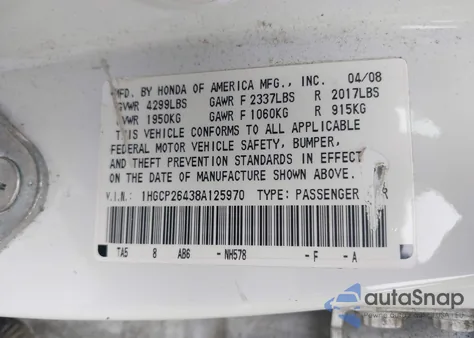 MFD. BY HONDA OF AMERICA MFG., INC. 04/08
GVWR 4299LBS GAWR F 2337LBS R 2017LBS
VWR 1950KG GAWR F 1060KG R 915KG
THIS VEHICLE CONFORMS TO ALL APPLICABLE
FEDERAL MOTOR VEHICLE SAFETY, BUMPER,
AND THEFT PREVENTION STANDARDS IN EFFECT
ON THE DATE OF MANUFACTURE SHOWN ABOVE.
V.I.N.: 1HGCP26438A125970 TYPE: PASSENGER R
TA5 8 AB6 -NH578 -F -A
autoSnap